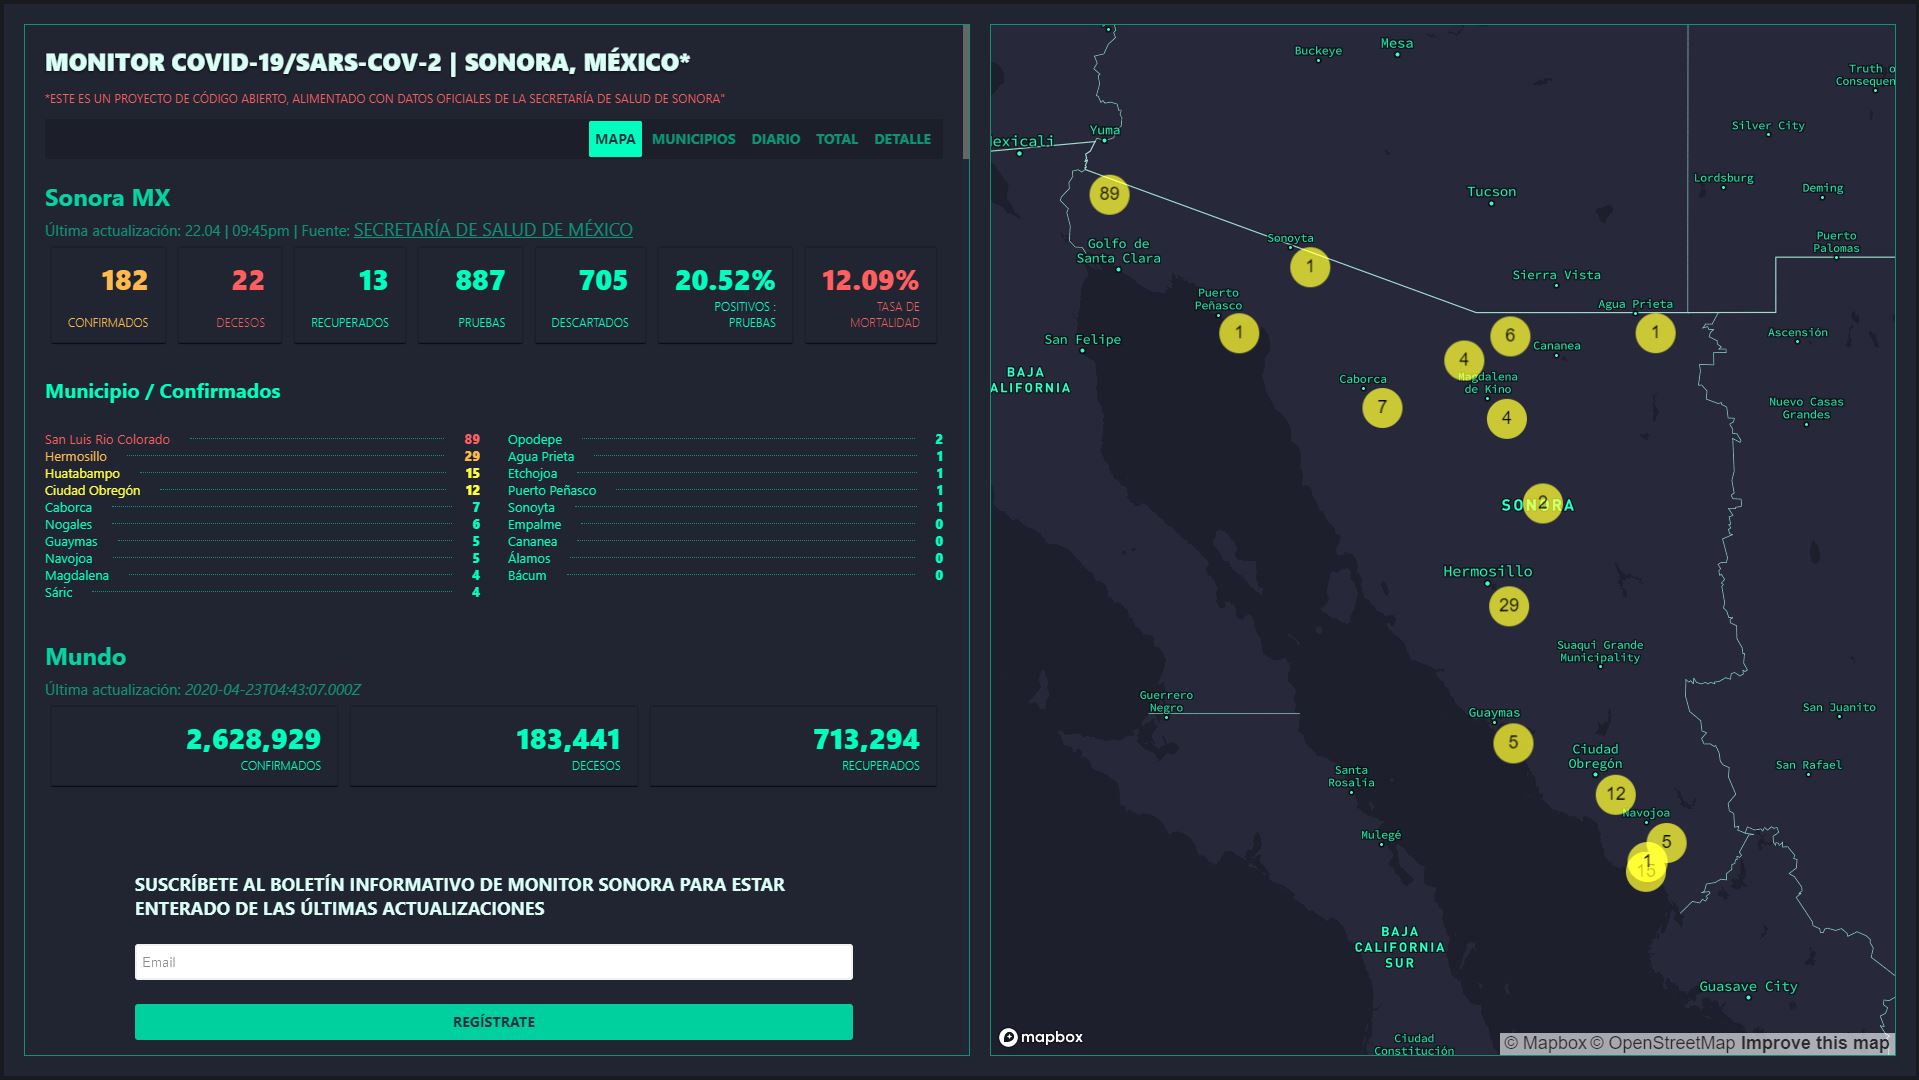 MONITOR COVID-19/SARS-COV-2 | SONORA, MÉXICO*
*ESTE ES UN PROYECTO DE CÓDIGO ABIERTO, ALIMENTADO CON DATOS OFICIALES DE LA SECRETARÍA DE SALUD DE SONORA"
MAPA MUNICIPIOS DIARIO TOTAL DETALLE
Sonora MX
Última actualización: 22.04 | 09:45pm | Fuente: SECRETARÍA DE SALUD DE MÉXICO
182
CONFIRMADOS
22
DECESOS
13
RECUPERADOS
887
PRUEBAS
705
DESCARTADOS
20.52%
POSITIVOS :
PRUEBAS
12.09%
TASA DE
MORTALIDAD
Municipio / Confirmados
San Luis Rio Colorado 89
Hermosillo 29
Huatabampo 15
Ciudad Obregón 12
Caborca 7
Nogales 6
Guaymas 5
Navojoa 5
Magdalena 4
Sáric 4
Opodepe 2
Agua Prieta 1
Etchojoa 1
Puerto Peñasco 1
Sonoyta 1
Empalme 0
Cananea 0
Álamos 0
Bácum 0
Mundo
Última actualización: 2020-04-23T04:43:07.000Z
2,628,929
CONFIRMADOS
183,441
DECESOS
713,294
RECUPERADOS
SUSCRÍBETE AL BOLETÍN INFORMATIVO DE MONITOR SONORA PARA ESTAR
ENTERADO DE LAS ÚLTIMAS ACTUALIZACIONES
Email
REGÍSTRATE
Buckeye
Mesa
Truth o
Consequen
Yuma
exicali
Silver City
Lordsburg
Deming
Tucson
89
Puerto
Palomas
Sonoyta
1
Golfo de
Santa Clara
Sierra Vista
Puerto
Peñasco
1
Agua Prieta
1
Ascensión
San Felipe
6
Cananea
4
Magdalena
de Kino
4
BAJA
ALIFORNIA
Caborca
7
Nuevo Casas
Grandes
SONORA
2
Hermosillo
29
Suaqui Grande
Municipality
Guerrero
Negro
San Juanito
Guaymas
5
Ciudad
Obregón
12
San Rafael
Santa
Rosalía
Navojoa
5
Mulegé
1
15
BAJA
CALIFORNIA
SUR
Guasave City
Ciudad
Constitución
mapbox
© Mapbox © OpenStreetMap Improve this map